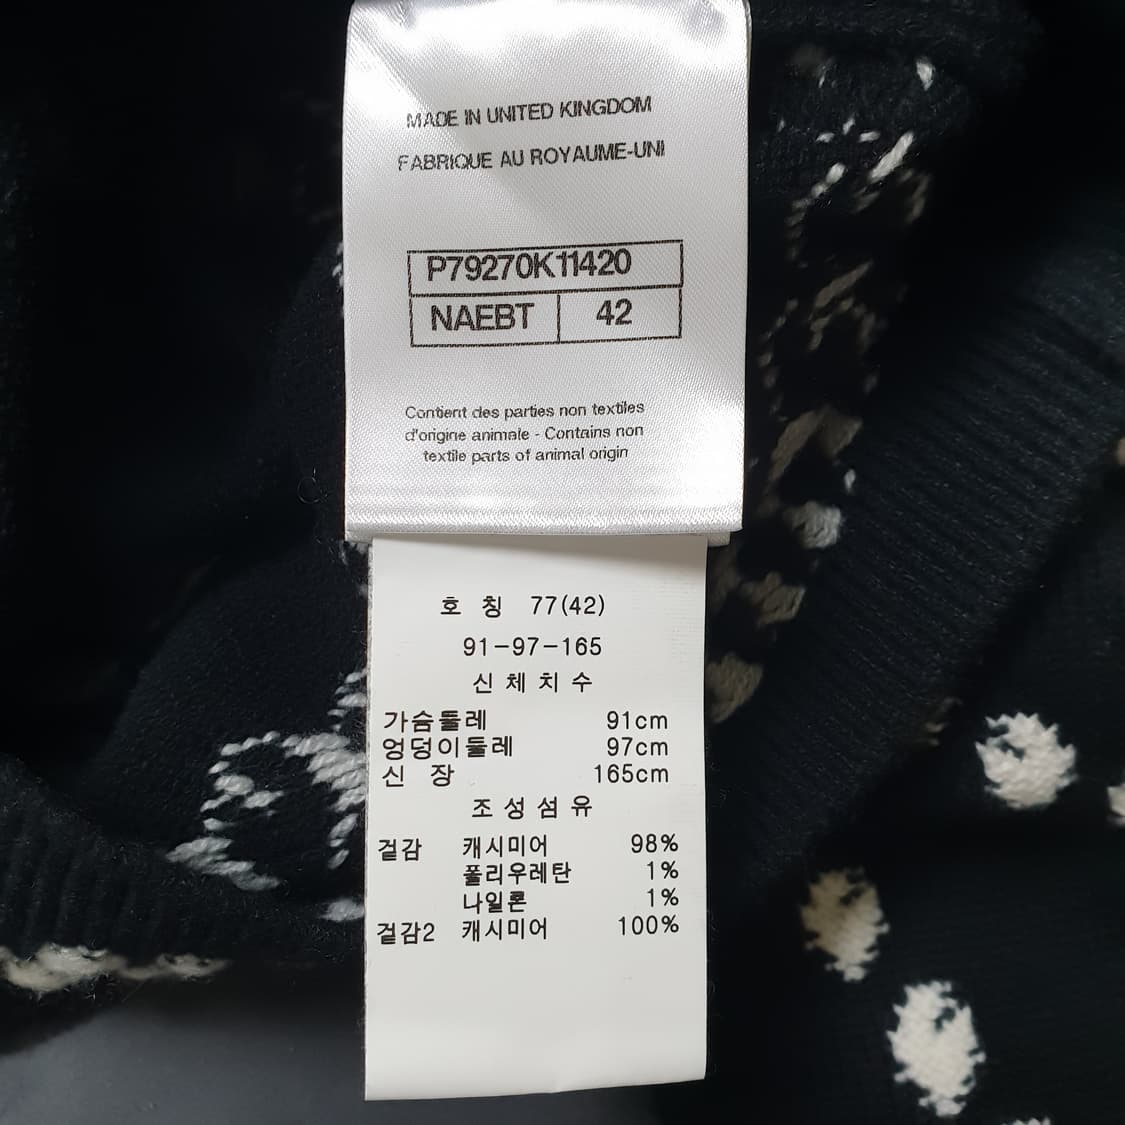 MADE IN UNITED KINGDOM
FABRIQUE AU ROYAUME-UNI
P79270K11420
NAEBT 42
Contient des parties non textiles
d'origine animale - Contains non
textile parts of animal origin
호 칭 77(42)
91-97-165
신 체 치 수
가슴둘레 91cm
엉덩이둘레 97cm
신 장 165cm
조 성 섬 유
겉감 캐시미어 98%
폴리우레탄 1%
나일론 1%
겉감2 캐시미어 100%